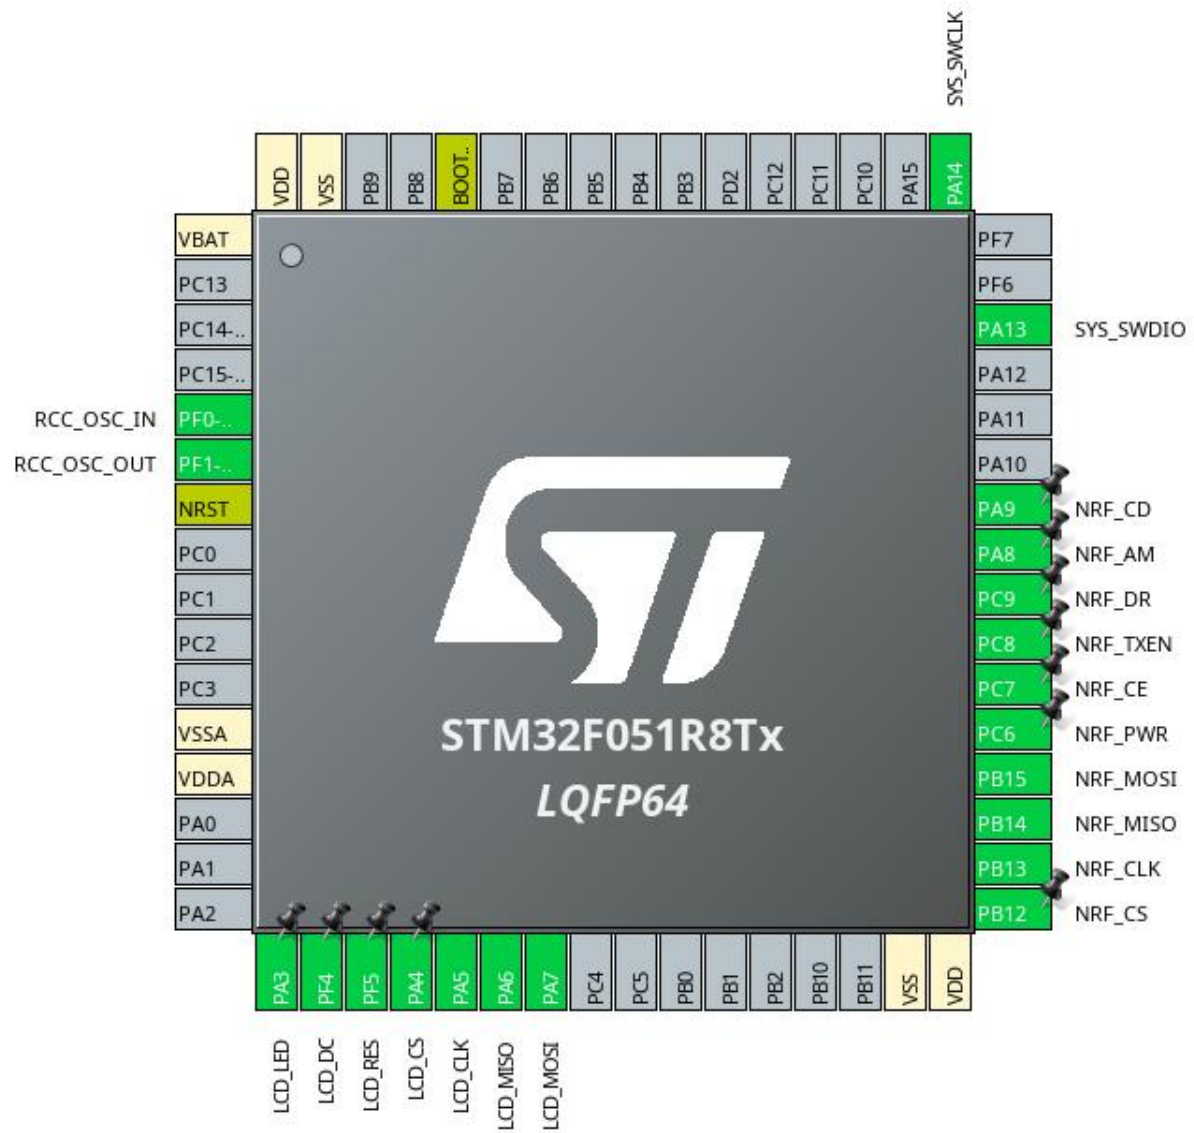 SYS_SWCLK
VDD
VSS
PB9
PB8
BOOT..
PB7
PB6
PB5
PB4
PB3
PD2
PC12
PC11
PC10
PA15
PA14
VBAT
PC13
PC14-..
PC15-..
RCC_OSC_IN PF0-..
RCC_OSC_OUT PF1-..
NRST
PC0
PC1
PC2
PC3
VSSA
VDDA
PA0
PA1
PA2
STM32F051R8Tx
LQFP64
PF7
PF6
PA13 SYS_SWDIO
PA12
PA11
PA10
PA9 NRF_CD
PA8 NRF_AM
PC9 NRF_DR
PC8 NRF_TXEN
PC7 NRF_CE
PC6 NRF_PWR
PB15 NRF_MOSI
PB14 NRF_MISO
PB13 NRF_CLK
PB12 NRF_CS
PA3
PF4
PF5
PA4
PA5
PA6
PA7
PC4
PC5
PB0
PB1
PB2
PB10
PB11
VSS
VDD
LCD_LED
LCD_DC
LCD_RES
LCD_CS
LCD_CLK
LCD_MISO
LCD_MOSI